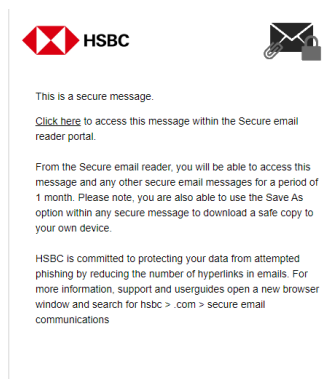 HSBC
This is a secure message.
Click here to access this message within the Secure email
reader portal.
From the Secure email reader, you will be able to access this
message and any other secure email messages for a period of
1 month. Please note, you are also able to use the Save As
option within any secure message to download a safe copy to
your own device.
HSBC is committed to protecting your data from attempted
phishing by reducing the number of hyperlinks in emails. For
more information, support and userguides open a new browser
window and search for hsbc > .com > secure email
communications